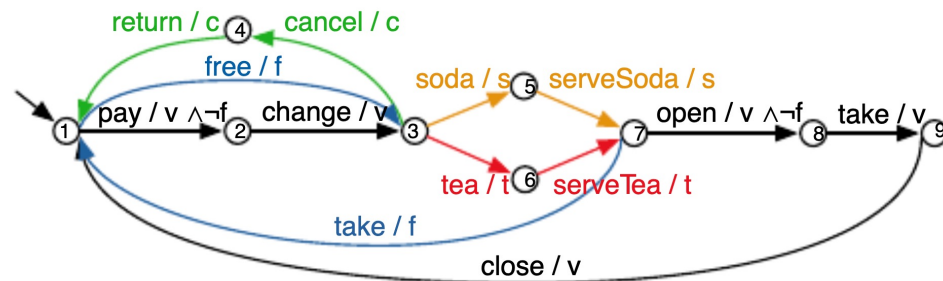 return / c
4
cancel / c
free / f
soda / s
5
serveSoda / s
pay / v ∧¬f
change / v
open / v ∧¬f
take / v
1
2
3
7
8
9
tea / t
6
serveTea / t
take / f
close / v